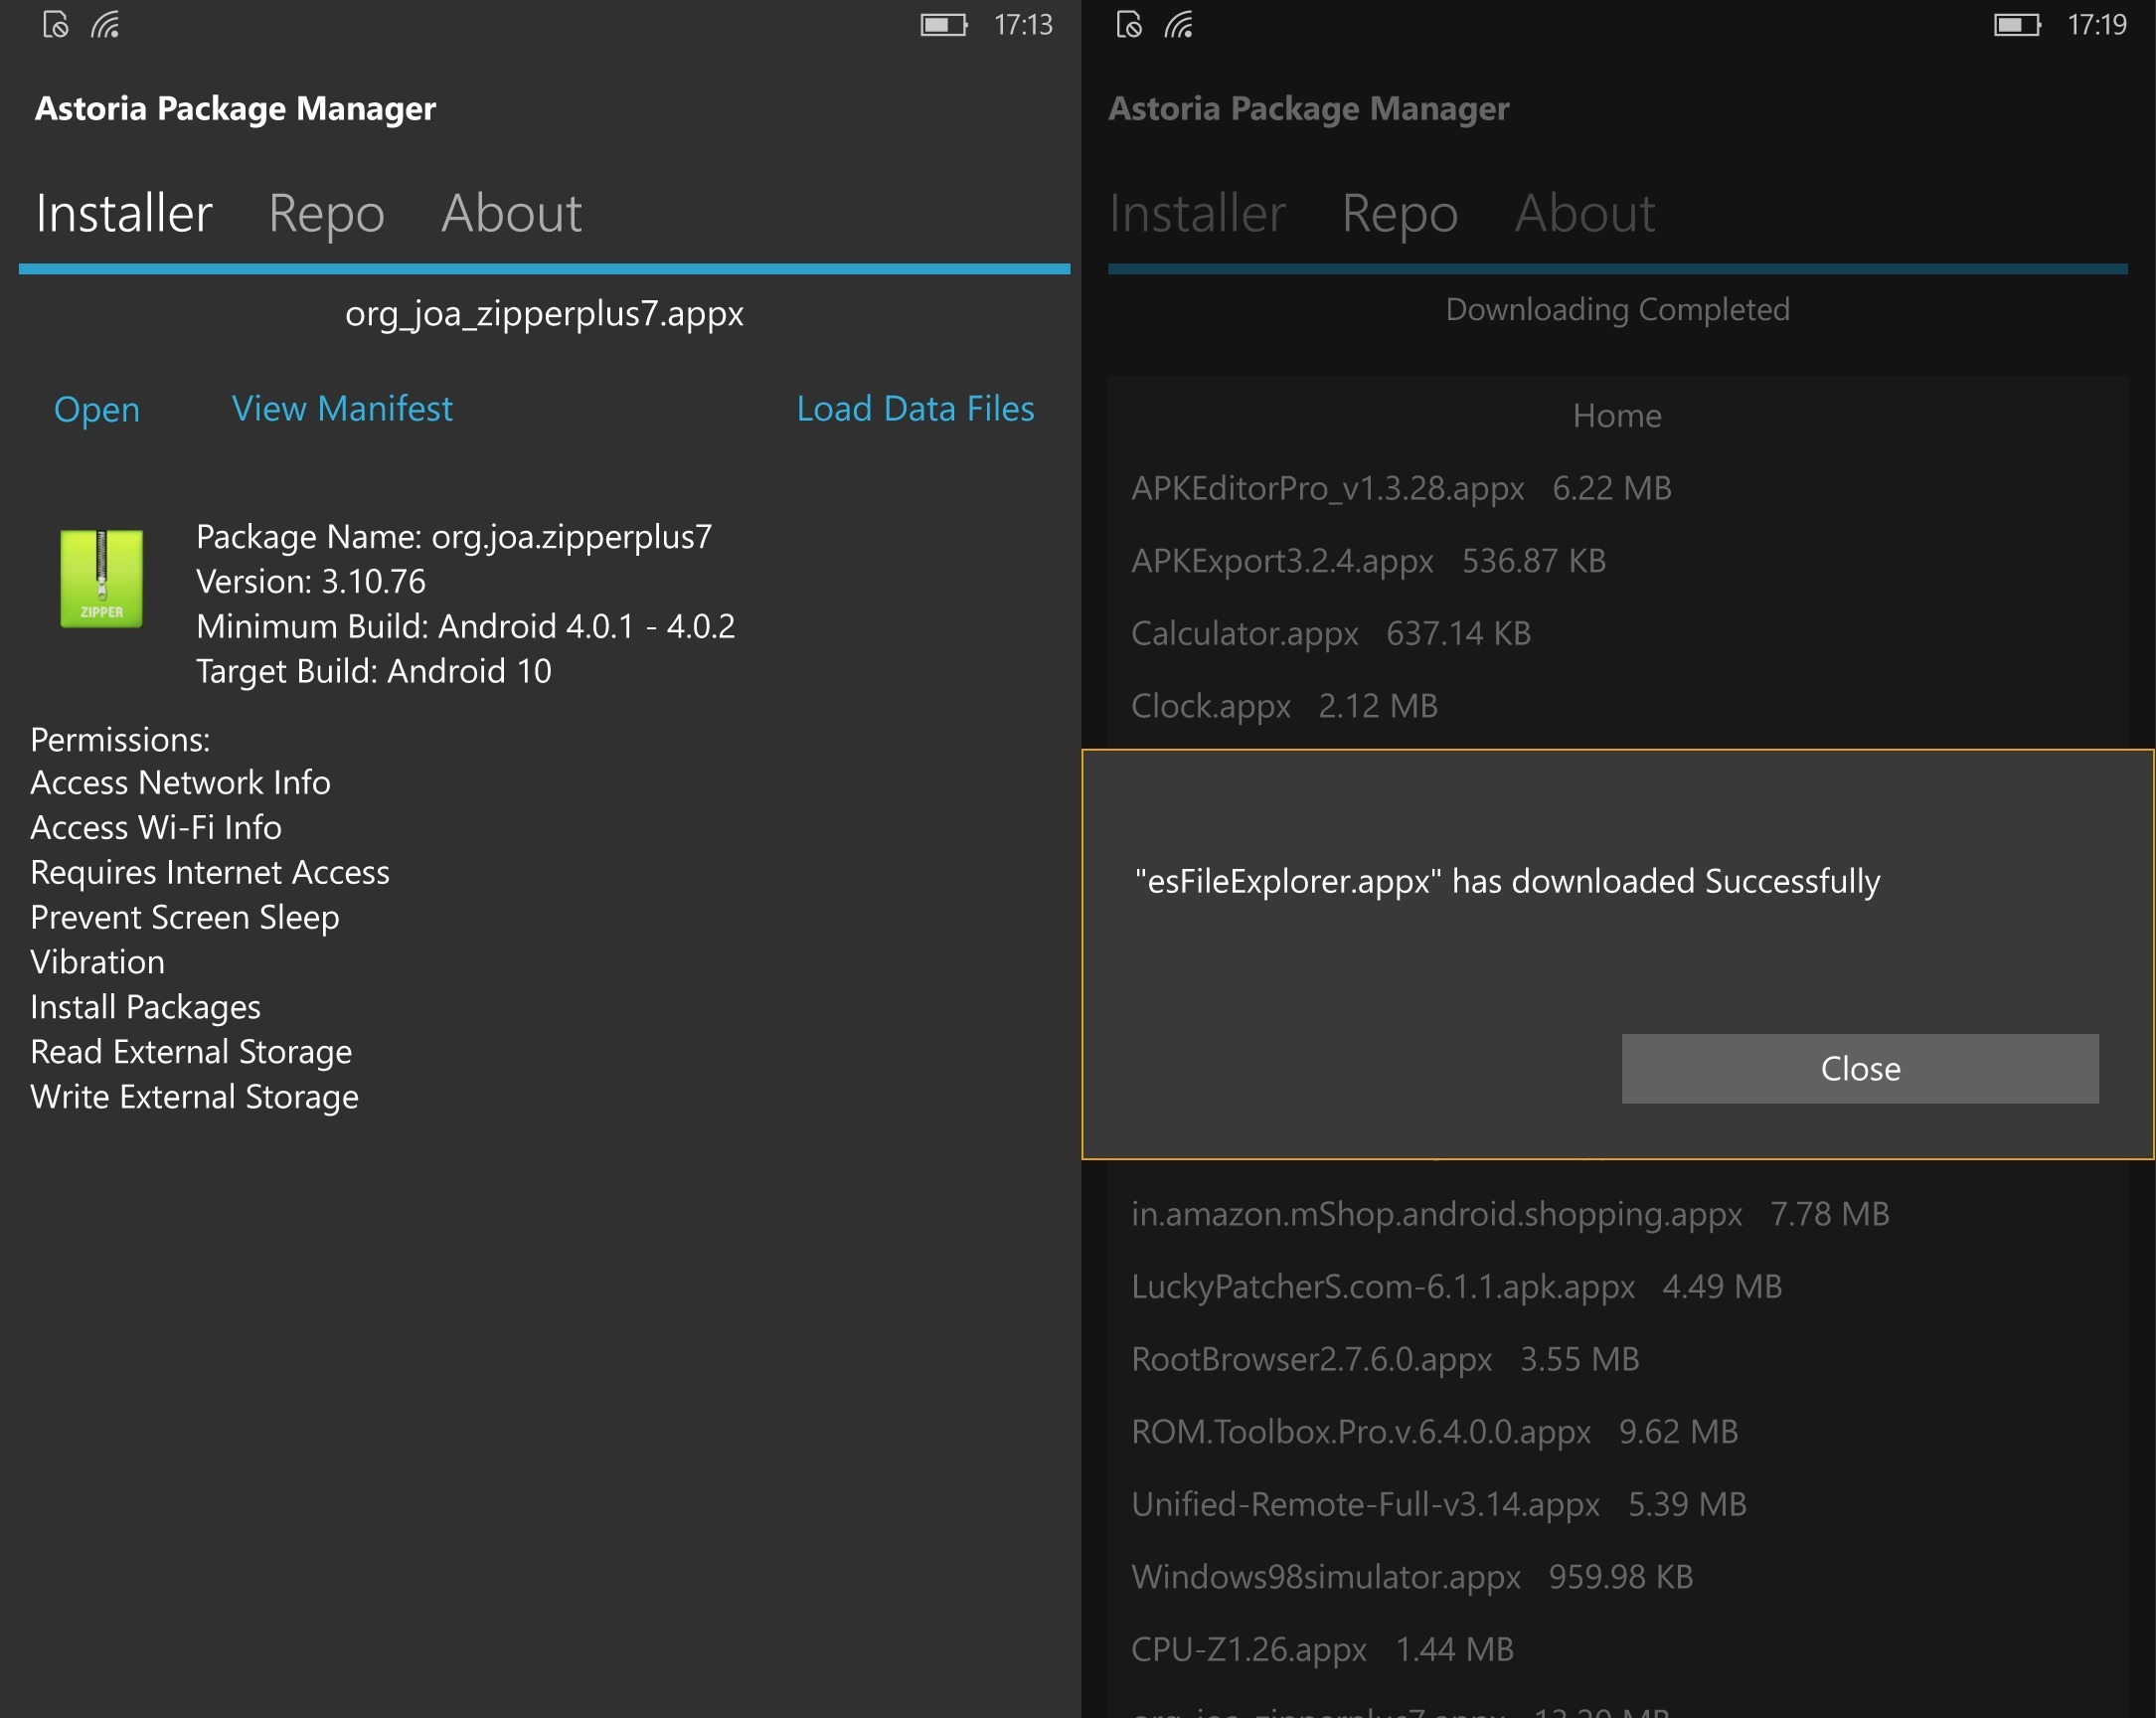 17:13
Astoria Package Manager
Installer Repo About
org_joa_zipperplus7.appx
Open View Manifest Load Data Files
ZIPPER
Package Name: org.joa.zipperplus7
Version: 3.10.76
Minimum Build: Android 4.0.1 - 4.0.2
Target Build: Android 10
Permissions:
Access Network Info
Access Wi-Fi Info
Requires Internet Access
Prevent Screen Sleep
Vibration
Install Packages
Read External Storage
Write External Storage
17:19
Astoria Package Manager
Installer Repo About
Downloading Completed
Home
APKEditorPro_v1.3.28.appx 6.22 MB
APKExport3.2.4.appx 536.87 KB
Calculator.appx 637.14 KB
Clock.appx 2.12 MB
"esFileExplorer.appx" has downloaded Successfully
Close
in.amazon.mShop.android.shopping.appx 7.78 MB
LuckyPatcherS.com-6.1.1.apk.appx 4.49 MB
RootBrowser2.7.6.0.appx 3.55 MB
ROM.Toolbox.Pro.v.6.4.0.0.appx 9.62 MB
Unified-Remote-Full-v3.14.appx 5.39 MB
Windows98simulator.appx 959.98 KB
CPU-Z1.26.appx 1.44 MB
org_joa_zipperplus7.appx 13.20 MB